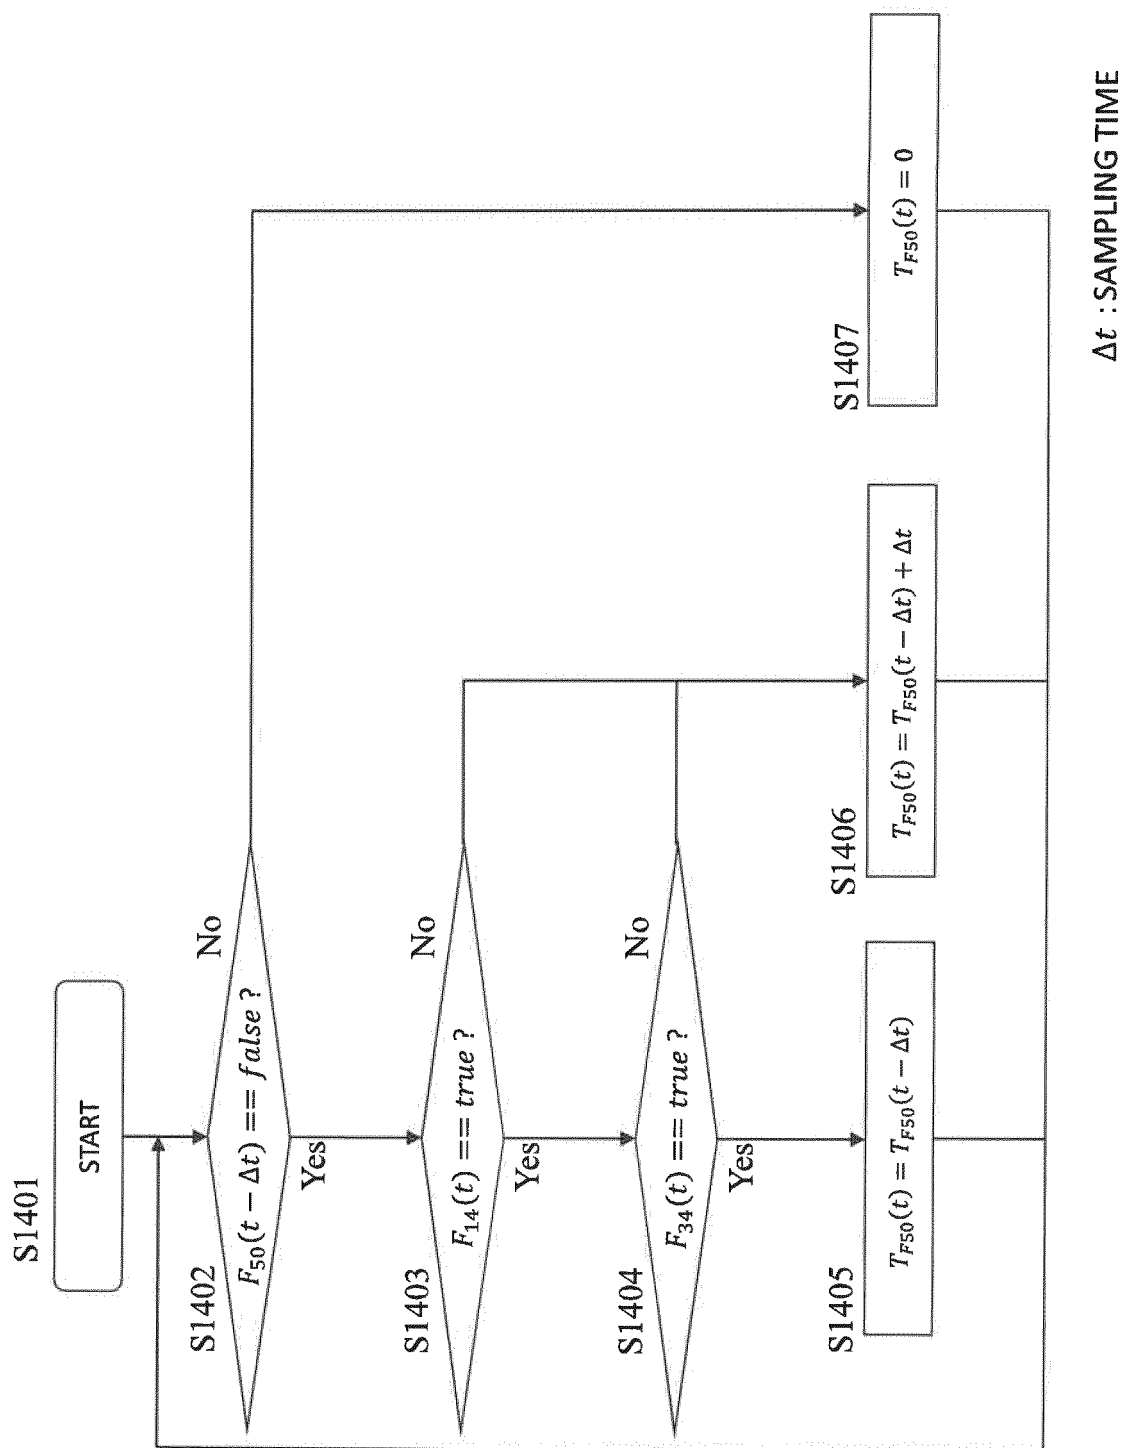 S1401
START
S1402
F₅₀(t − Δt) == false ?
No
Yes
S1403
F₁₄(t) == true ?
No
Yes
S1404
F₃₄(t) == true ?
No
Yes
S1405
T_F50(t) = T_F50(t − Δt)
S1406
T_F50(t) = T_F50(t − Δt) + Δt
S1407
T_F50(t) = 0
Δt : SAMPLING TIME